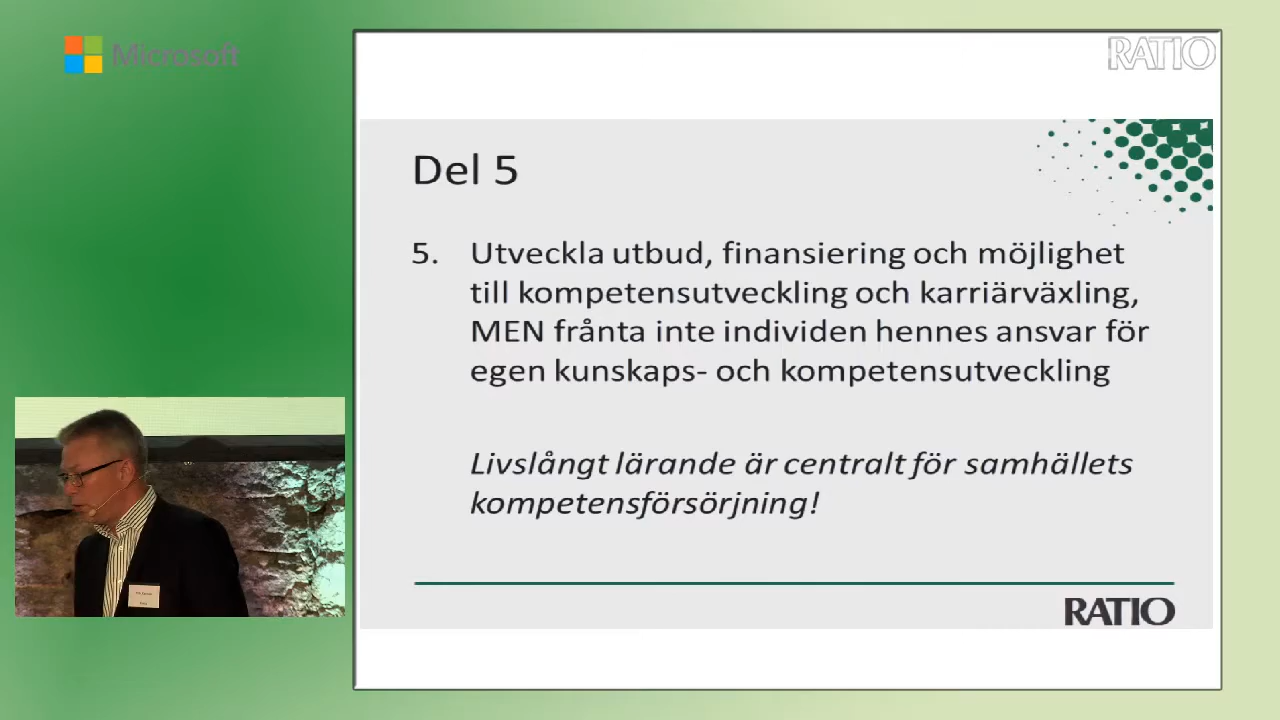 Microsoft
RATIO
Del 5
5. Utveckla utbud, finansiering och möjlighet
till kompetensutveckling och karriärväxling,
MEN frånta inte individen hennes ansvar för
egen kunskaps- och kompetensutveckling
Livslångt lärande är centralt för samhällets
kompetensförsörjning!
RATIO